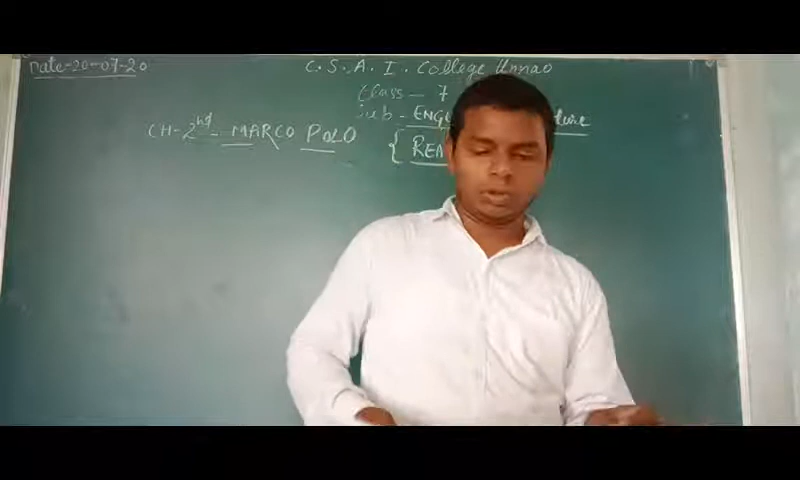 Date-20-07-20
C.S.A.I. College Unnao
Class - 7
Sub - ENG
CH-2nd - MARCO POLO
{ REA